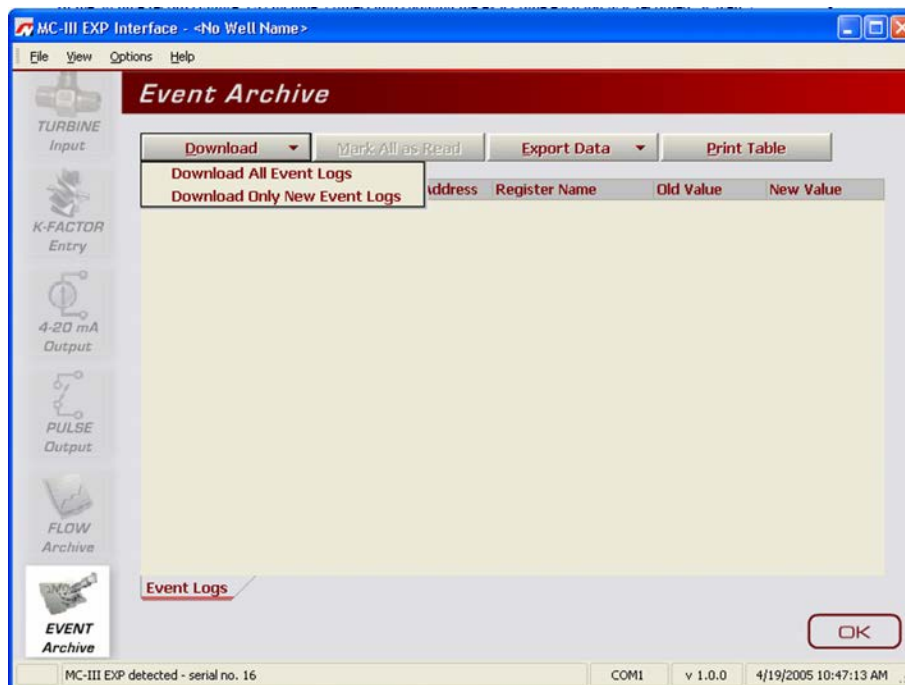 MC-III EXP Interface - <No Well Name>
File View Options Help
Event Archive
TURBINE
Input
K-FACTOR
Entry
4-20 mA
Output
PULSE
Output
FLOW
Archive
EVENT
Archive
Download Mark All as Read Export Data Print Table
Download All Event Logs
Download Only New Event Logs
Address Register Name Old Value New Value
Event Logs
OK
MC-III EXP detected - serial no. 16 COM1 v 1.0.0 4/19/2005 10:47:13 AM